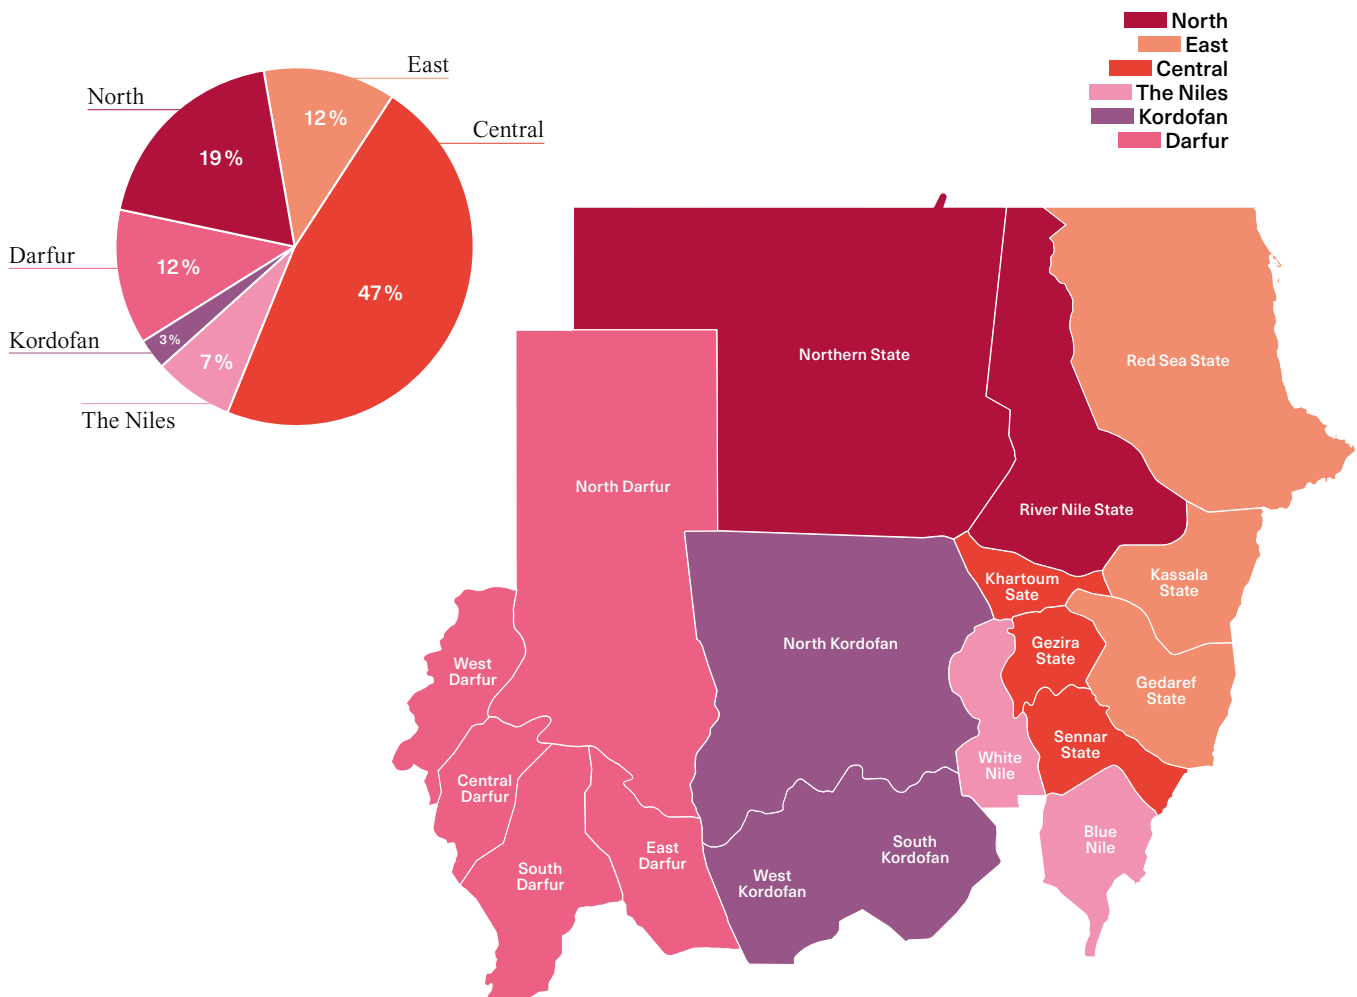 North
East
Central
The Niles
Kordofan
Darfur
East
North
12%
Central
19%
Darfur
12%
47%
Kordofan
3%
7%
The Niles
Northern State
Red Sea State
North Darfur
River Nile State
Khartoum
Sate
Kassala
State
North Kordofan
Gezira
State
West
Darfur
Gedaref
State
Sennar
State
White
Nile
Central
Darfur
Blue
Nile
South
Kordofan
East
Darfur
South
Darfur
West
Kordofan